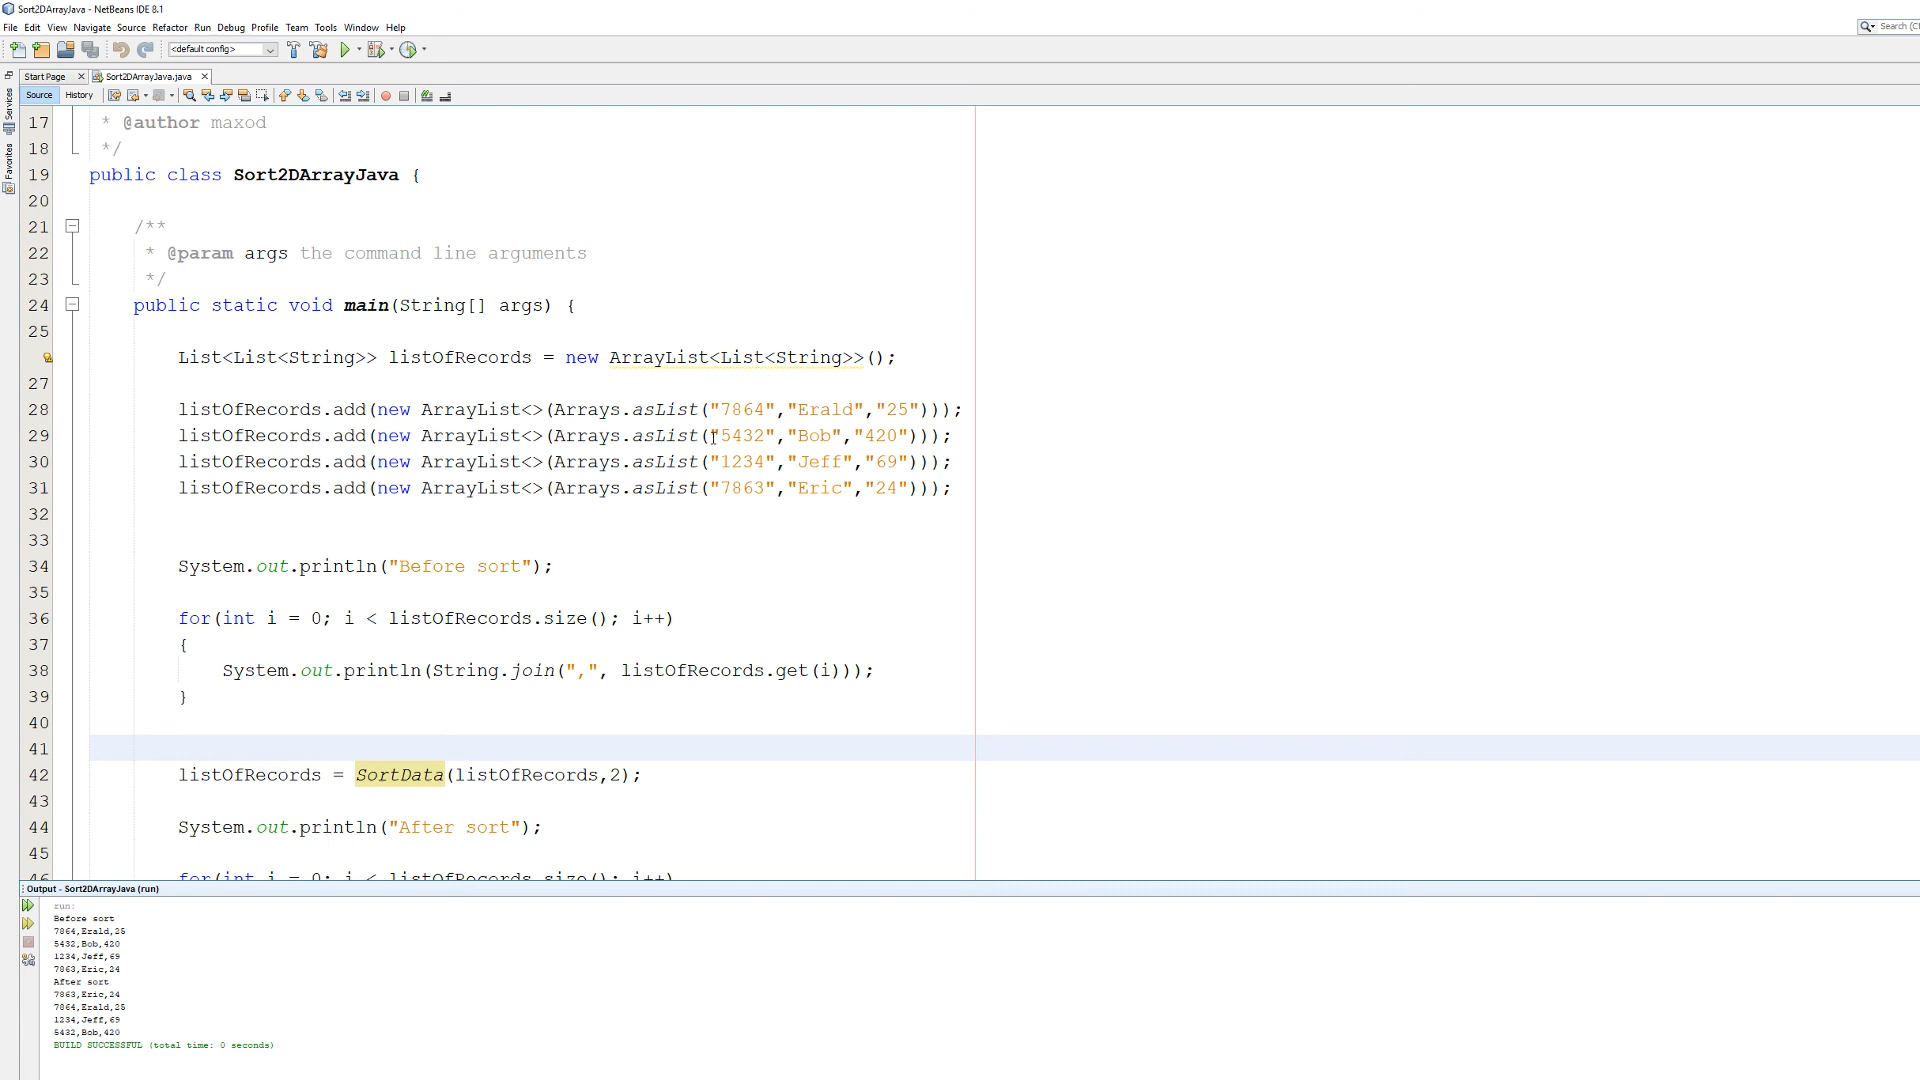 Sort2DArrayJava - NetBeans IDE 8.1
File Edit View Navigate Source Refactor Run Debug Profile Team Tools Window Help
Search (C
<default config>
Start Page Sort2DArrayJava.java
Source History
Services
Favorites
17 * @author maxod
18 */
19 public class Sort2DArrayJava {
20
21 /**
22 * @param args the command line arguments
23 */
24 public static void main(String[] args) {
25
List<List<String>> listOfRecords = new ArrayList<List<String>>();
27
28 listOfRecords.add(new ArrayList<>(Arrays.asList("7864","Erald","25")));
29 listOfRecords.add(new ArrayList<>(Arrays.asList("5432","Bob","420")));
30 listOfRecords.add(new ArrayList<>(Arrays.asList("1234","Jeff","69")));
31 listOfRecords.add(new ArrayList<>(Arrays.asList("7863","Eric","24")));
32
33
34 System.out.println("Before sort");
35
36 for(int i = 0; i < listOfRecords.size(); i++)
37 {
38 System.out.println(String.join(",", listOfRecords.get(i)));
39 }
40
41
42 listOfRecords = SortData(listOfRecords,2);
43
44 System.out.println("After sort");
45
46 for(int i = 0; i < listOfRecords.size(); i++)
Output - Sort2DArrayJava (run)
run:
Before sort
7864,Erald,25
5432,Bob,420
1234,Jeff,69
7863,Eric,24
After sort
7863,Eric,24
7864,Erald,25
1234,Jeff,69
5432,Bob,420
BUILD SUCCESSFUL (total time: 0 seconds)